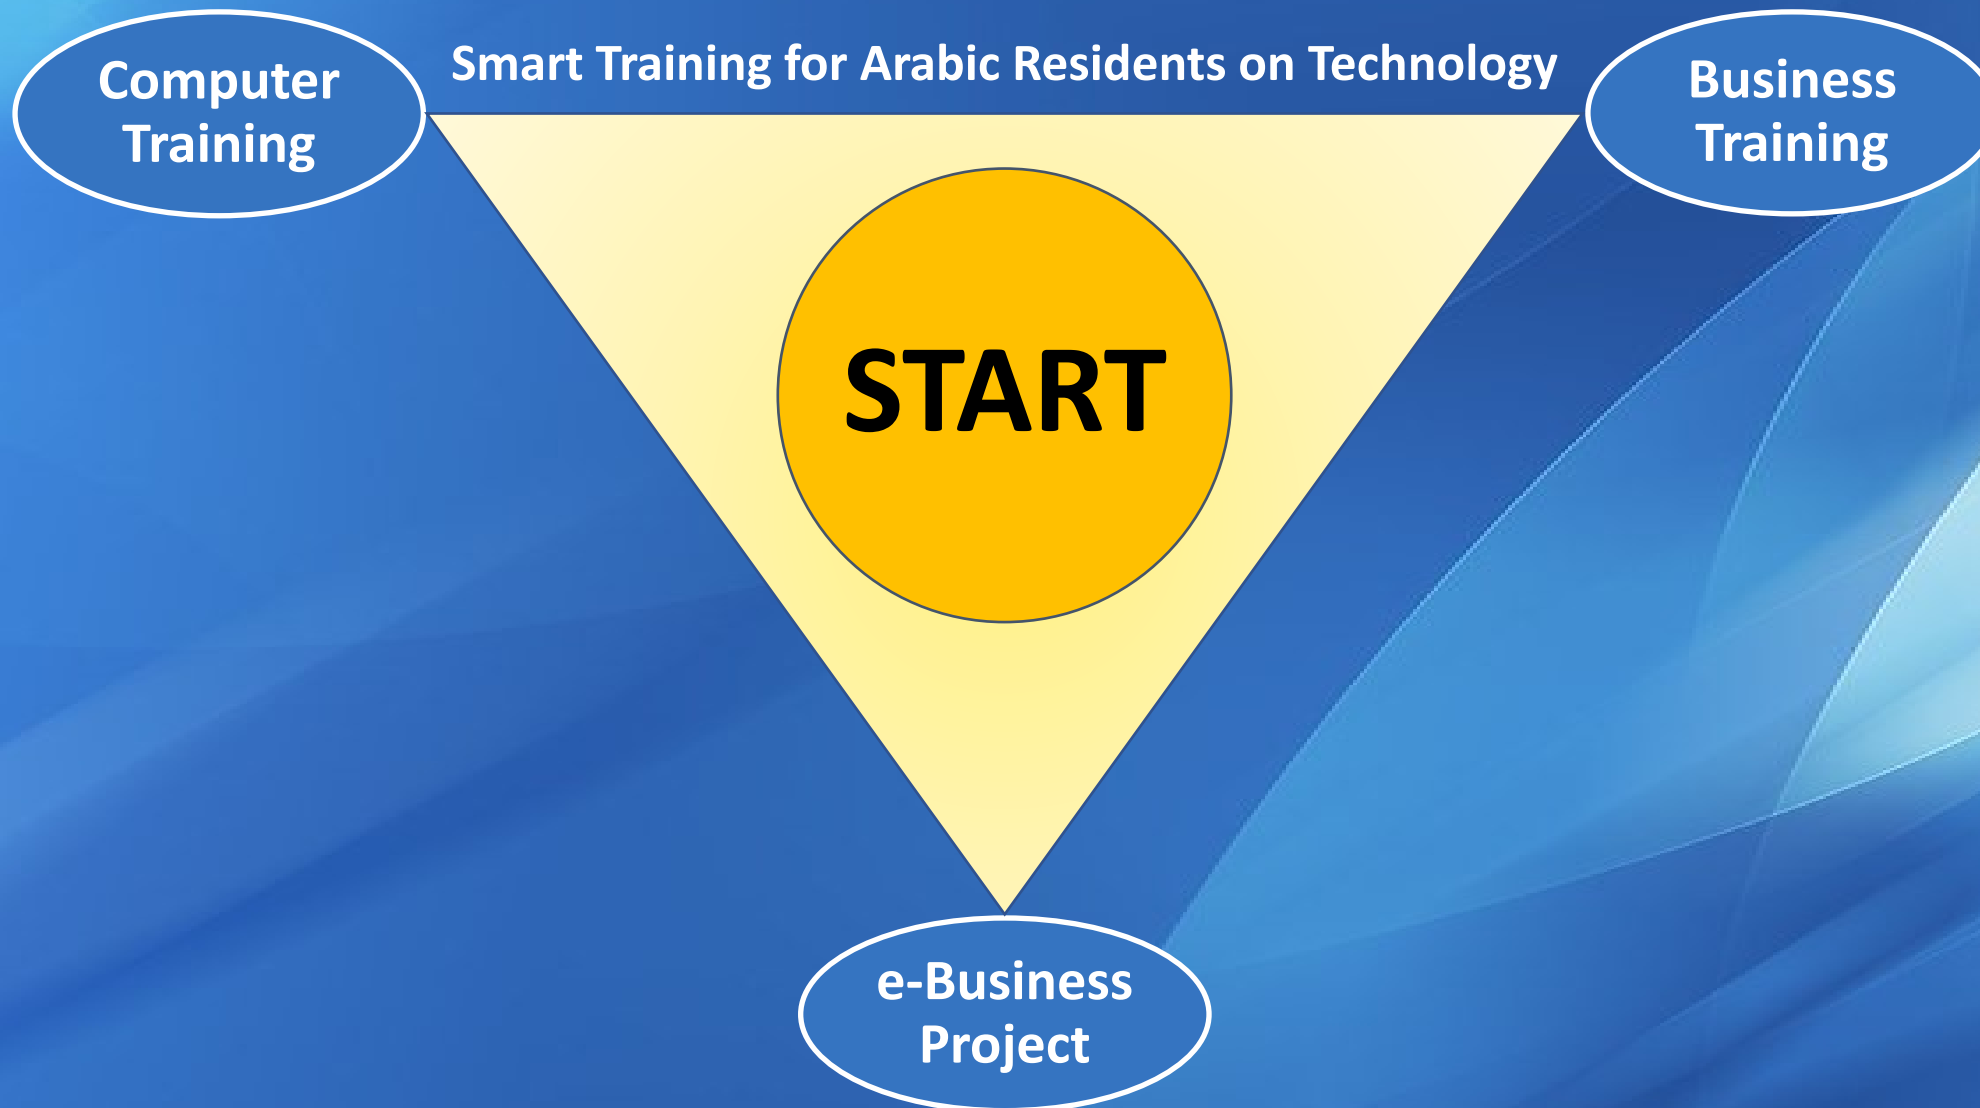 Computer
Training
Smart Training for Arabic Residents on Technology
Business
Training
START
e-Business
Project